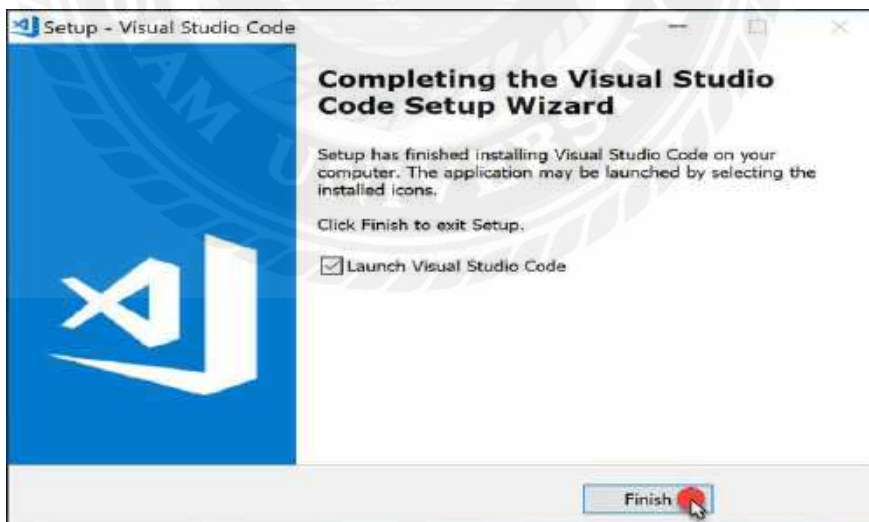 Setup - Visual Studio Code
Completing the Visual Studio
Code Setup Wizard
Setup has finished installing Visual Studio Code on your
computer. The application may be launched by selecting the
installed icons.
Click Finish to exit Setup.
Launch Visual Studio Code
Finish